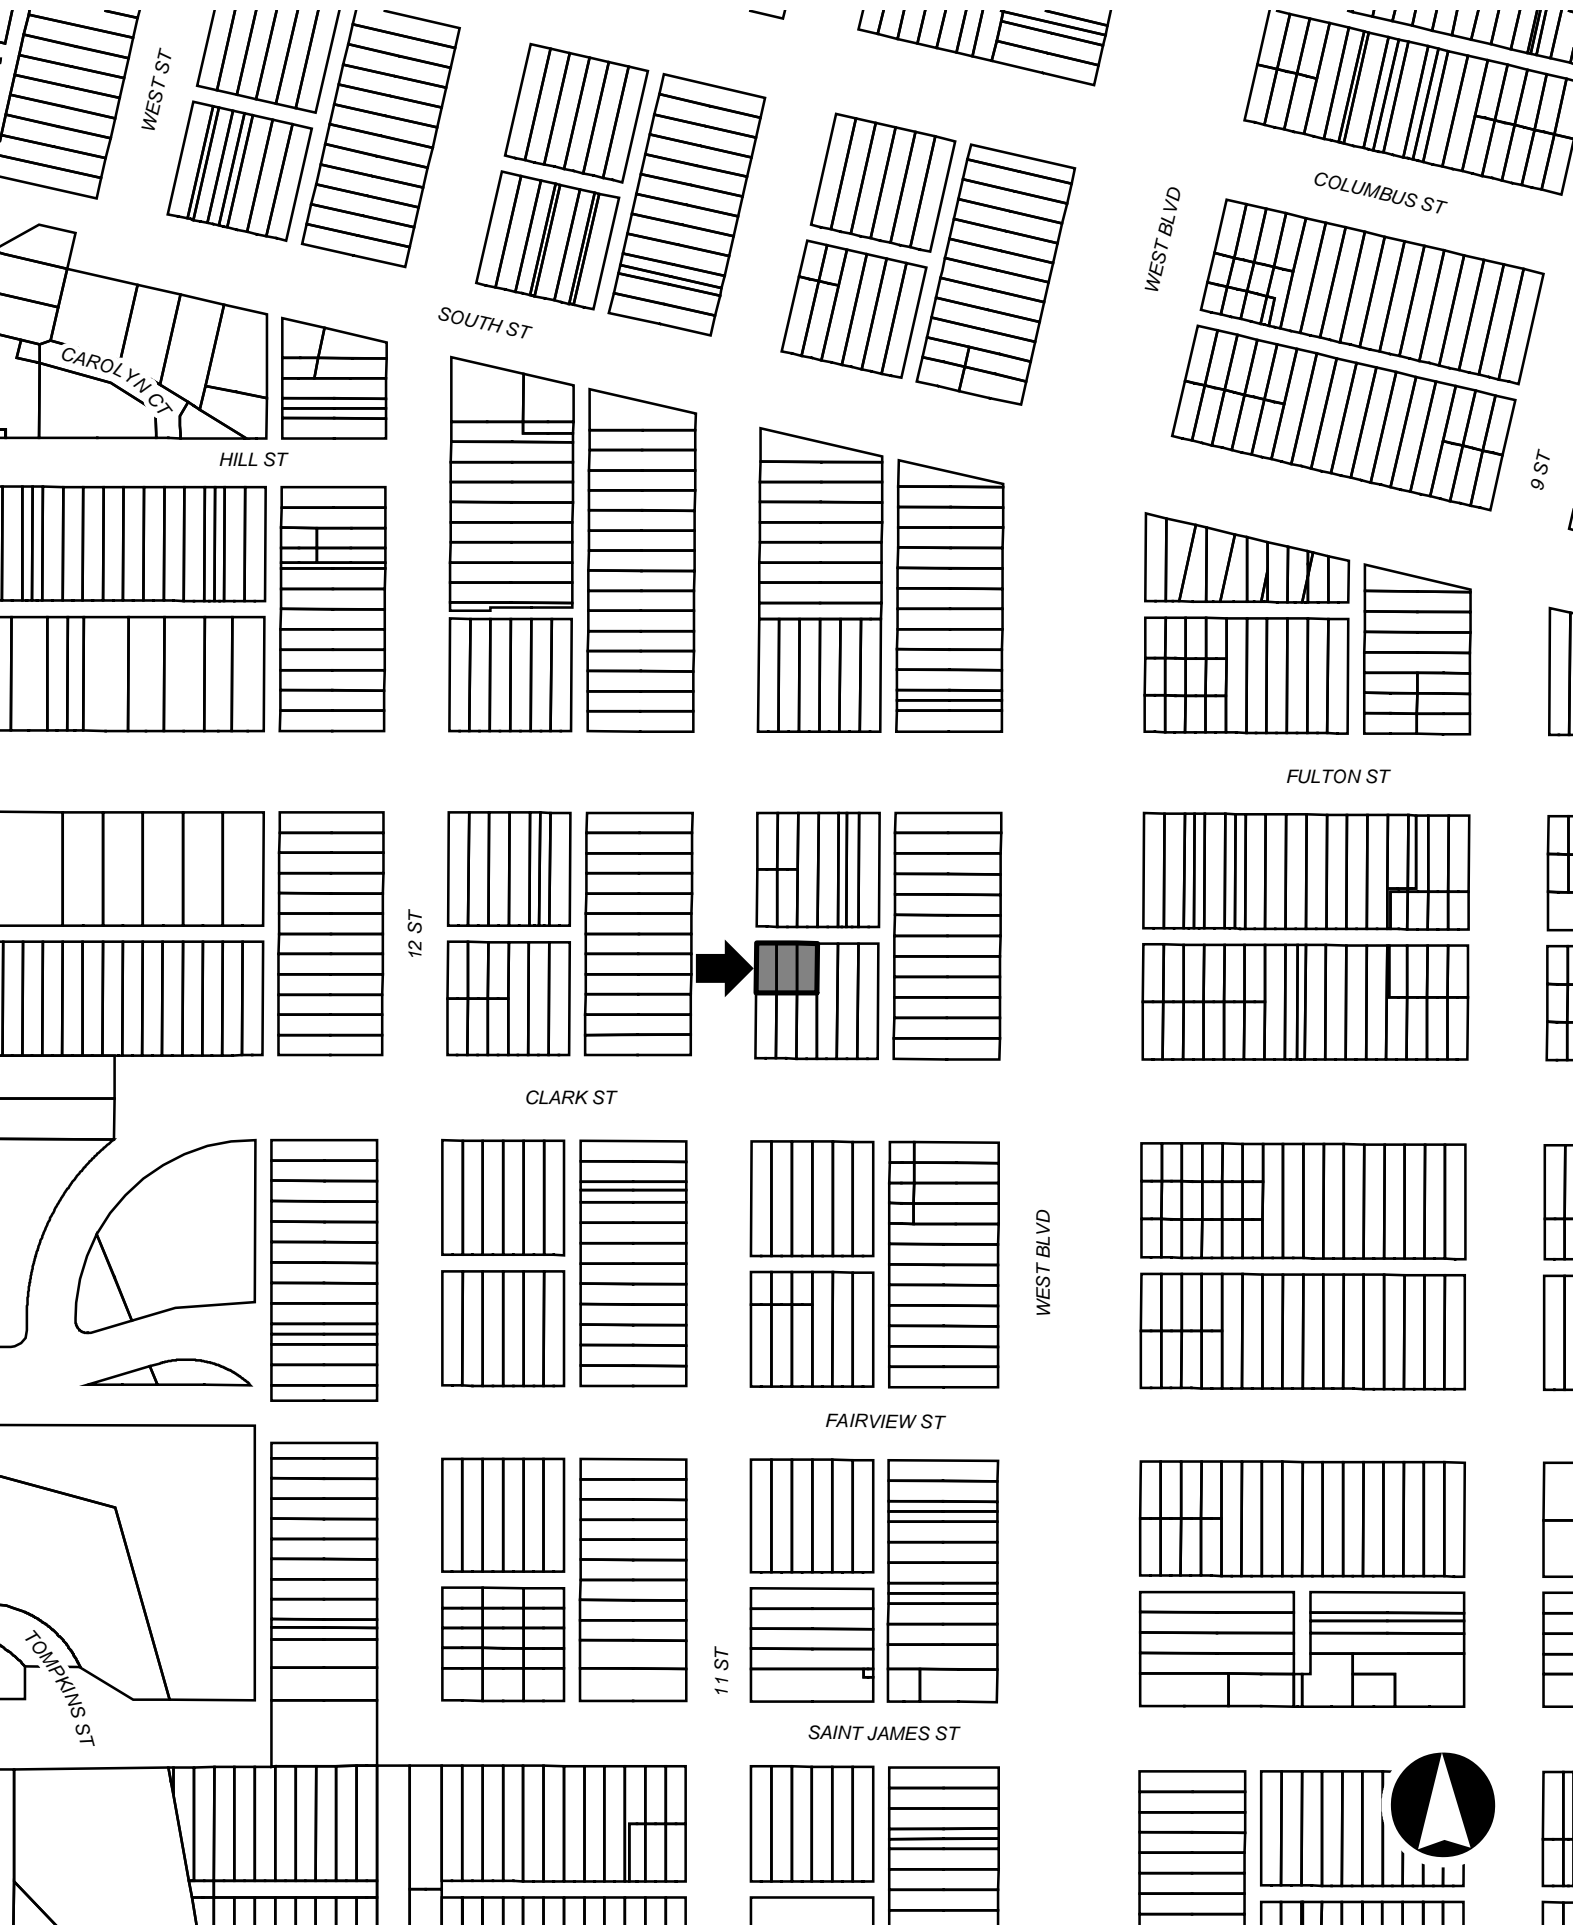 WEST ST
COLUMBUS ST
WEST BLVD
SOUTH ST
CAROLYN CT
HILL ST
9 ST
FULTON ST
12 ST
CLARK ST
WEST BLVD
FAIRVIEW ST
11 ST
TOMPKINS ST
SAINT JAMES ST